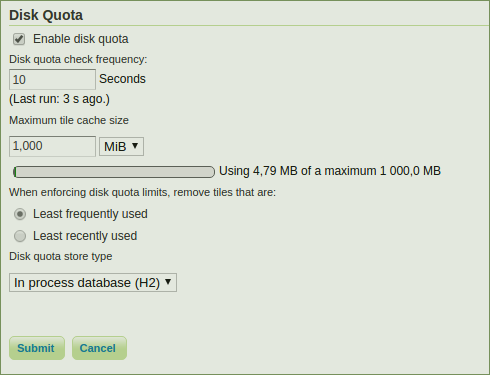 Disk Quota
Enable disk quota
Disk quota check frequency:
10 Seconds
(Last run: 3 s ago.)
Maximum tile cache size
1,000 MiB
Using 4,79 MB of a maximum 1 000,0 MB
When enforcing disk quota limits, remove tiles that are:
Least frequently used
Least recently used
Disk quota store type
In process database (H2)
Submit Cancel